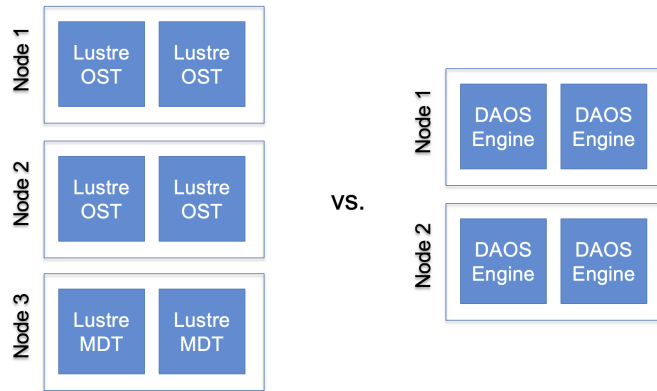 Node 1
Lustre
OST
Lustre
OST
Node 2
Lustre
OST
Lustre
OST
Node 3
Lustre
MDT
Lustre
MDT
vs.
Node 1
DAOS
Engine
DAOS
Engine
Node 2
DAOS
Engine
DAOS
Engine